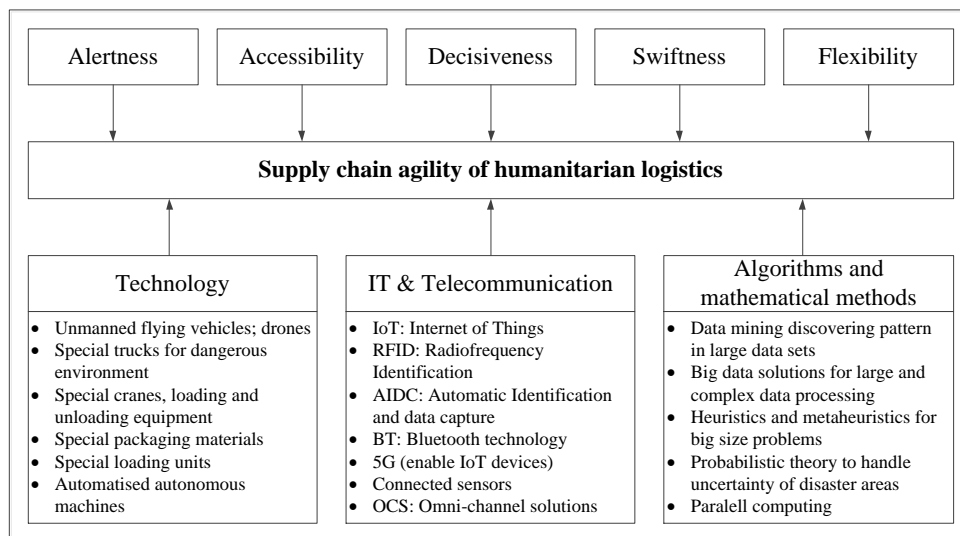 Alertness
Accessibility
Decisiveness
Swiftness
Flexibility
Supply chain agility of humanitarian logistics
Technology
• Unmanned flying vehicles; drones
• Special trucks for dangerous
environment
• Special cranes, loading and
unloading equipment
• Special packaging materials
• Special loading units
• Automatised autonomous
machines
IT & Telecommunication
• IoT: Internet of Things
• RFID: Radiofrequency
Identification
• AIDC: Automatic Identification
and data capture
• BT: Bluetooth technology
• 5G (enable IoT devices)
• Connected sensors
• OCS: Omni-channel solutions
Algorithms and
mathematical methods
• Data mining discovering pattern
in large data sets
• Big data solutions for large and
complex data processing
• Heuristics and metaheuristics for
big size problems
• Probabilistic theory to handle
uncertainty of disaster areas
• Paralell computing